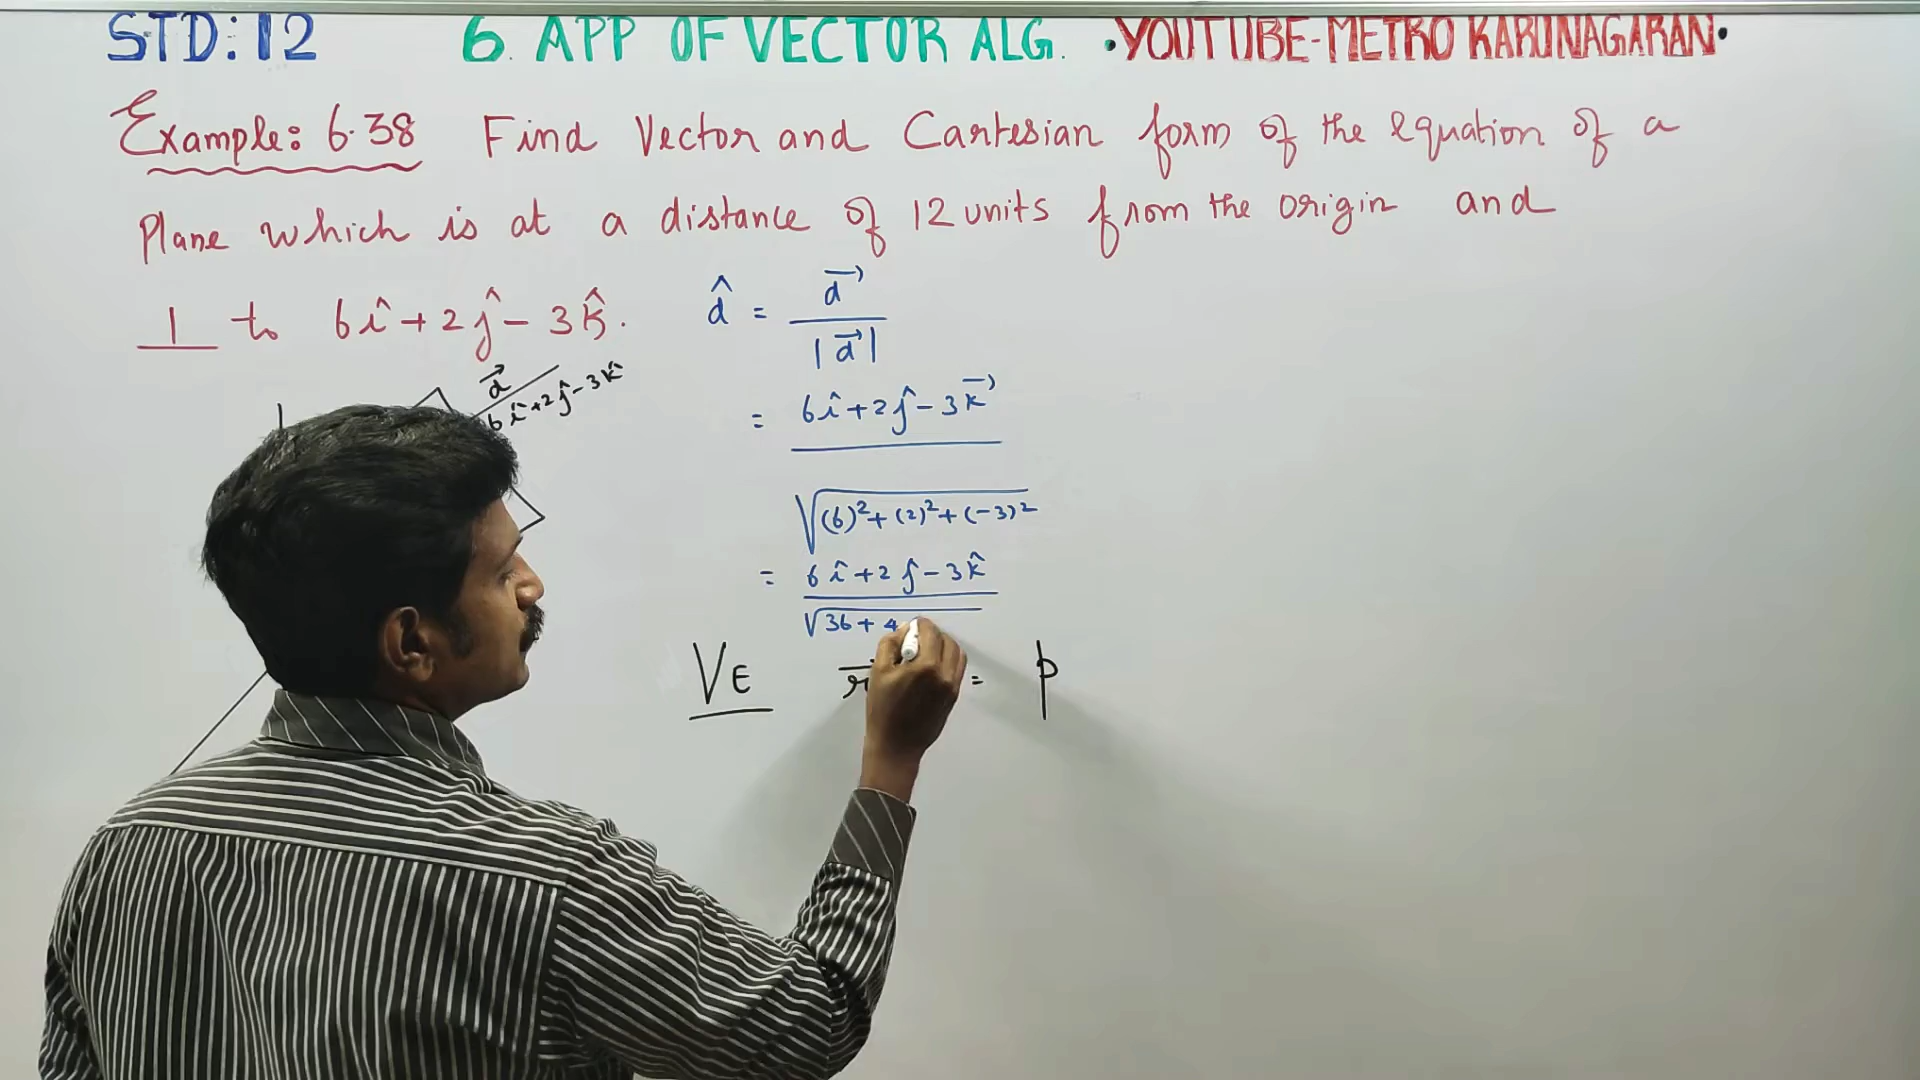 STD: 12 6. APP OF VECTOR ALG. •YOUTUBE-METRO KARUNAGARAN•
Example: 6.38 Find Vector and Cartesian form of the equation of a
Plane which is at a distance of 12 units from the origin and
⊥ to 6î+2ĵ-3k̂.
d⃗
6î+2ĵ-3k̂
d̂ = d⃗ / |d⃗|
= 6î+2ĵ-3k⃗
√(6)²+(2)²+(-3)²
= 6î+2ĵ-3k̂
√36+4
VE r⃗ = p